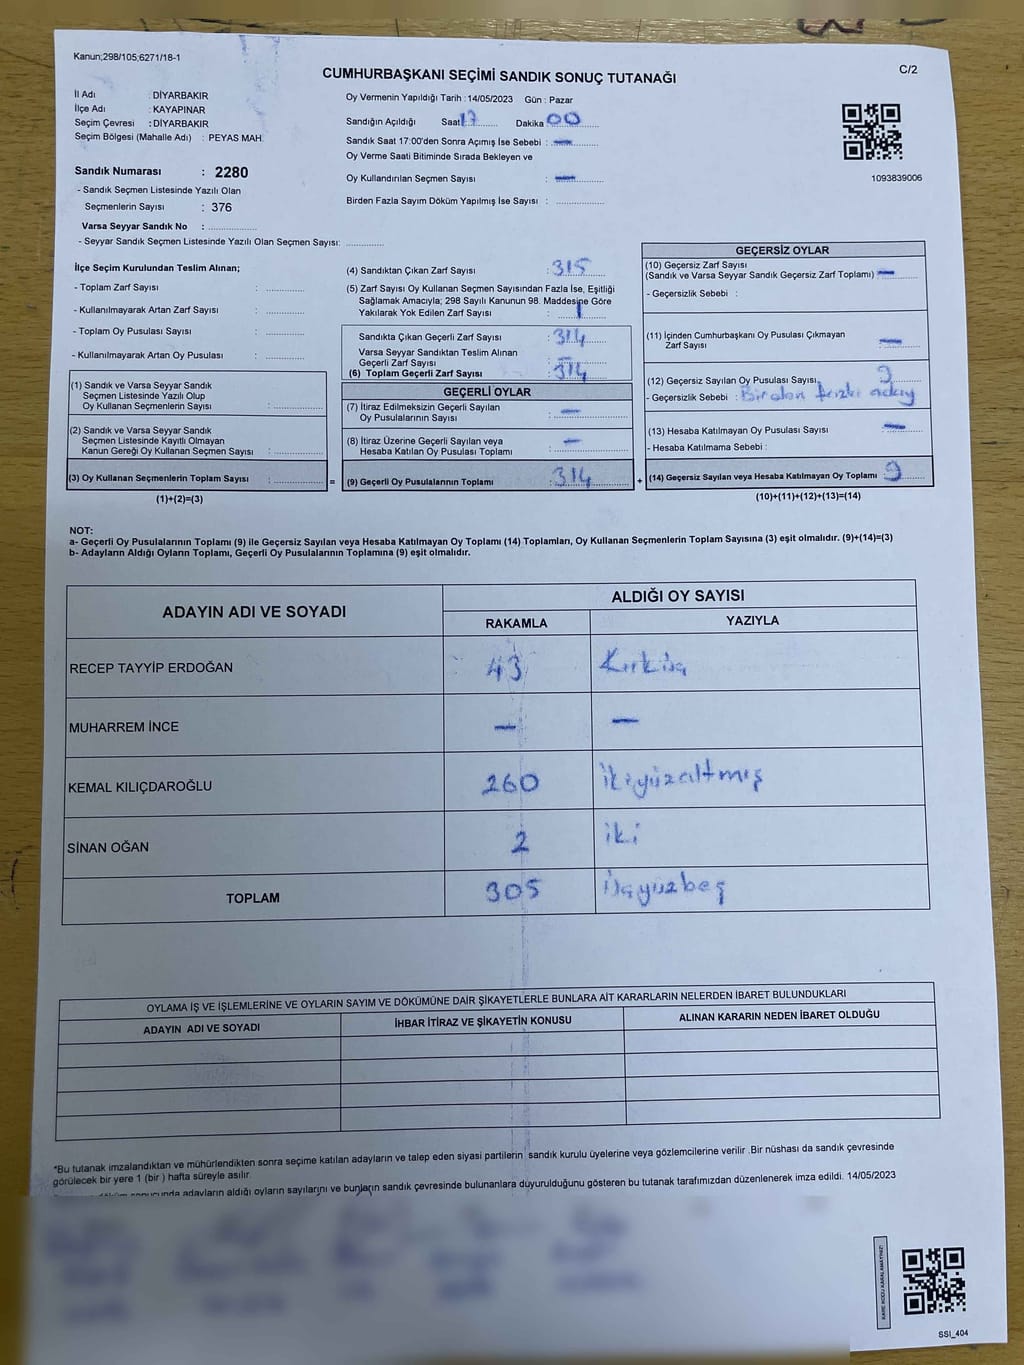 Kanun;298/105;6271/18-1
C/2
CUMHURBAŞKANI SEÇİMİ SANDIK SONUÇ TUTANAĞI
İl Adı : DİYARBAKIR
İlçe Adı : KAYAPINAR
Seçim Çevresi : DİYARBAKIR
Seçim Bölgesi (Mahalle Adı) : PEYAS MAH.
Sandık Numarası : 2280
- Sandık Seçmen Listesinde Yazılı Olan
Seçmenlerin Sayısı : 376
Varsa Seyyar Sandık No :
- Seyyar Sandık Seçmen Listesinde Yazılı Olan Seçmen Sayısı:
Oy Vermenin Yapıldığı Tarih : 14/05/2023 Gün : Pazar
Sandığın Açıldığı Saat 17 Dakika 00
Sandık Saat 17:00'den Sonra Açımış İse Sebebi : —
Oy Verme Saati Bitiminde Sırada Bekleyen ve
Oy Kullandırılan Seçmen Sayısı : —
Birden Fazla Sayım Döküm Yapılmış İse Sayısı :
1093839006
İlçe Seçim Kurulundan Teslim Alınan;
- Toplam Zarf Sayısı :
- Kullanılmayarak Artan Zarf Sayısı :
- Toplam Oy Pusulası Sayısı :
- Kullanılmayarak Artan Oy Pusulası :
(1) Sandık ve Varsa Seyyar Sandık
Seçmen Listesinde Yazılı Olup
Oy Kullanan Seçmenlerin Sayısı :
(2) Sandık ve Varsa Seyyar Sandık
Seçmen Listesinde Kayıtlı Olmayan
Kanun Gereği Oy Kullanan Seçmen Sayısı :
(3) Oy Kullanan Seçmenlerin Toplam Sayısı :
(1)+(2)=(3)
=
(4) Sandıktan Çıkan Zarf Sayısı : 315
(5) Zarf Sayısı Oy Kullanan Seçmen Sayısından Fazla İse, Eşitliği
Sağlamak Amacıyla; 298 Sayılı Kanunun 98. Maddesine Göre
Yakılarak Yok Edilen Zarf Sayısı : 1
Sandıkta Çıkan Geçerli Zarf Sayısı : 314
Varsa Seyyar Sandıktan Teslim Alınan
Geçerli Zarf Sayısı : —
(6) Toplam Geçerli Zarf Sayısı : 314
GEÇERLİ OYLAR
(7) İtiraz Edilmeksizin Geçerli Sayılan
Oy Pusulalarının Sayısı : —
(8) İtiraz Üzerine Geçerli Sayılan veya
Hesaba Katılan Oy Pusulası Toplamı : —
(9) Geçerli Oy Pusulalarının Toplamı : 314
+
GEÇERSİZ OYLAR
(10) Geçersiz Zarf Sayısı
(Sandık ve Varsa Seyyar Sandık Geçersiz Zarf Toplamı) : —
- Geçersizlik Sebebi :
(11) İçinden Cumhurbaşkanı Oy Pusulası Çıkmayan
Zarf Sayısı : —
(12) Geçersiz Sayılan Oy Pusulası Sayısı 9
- Geçersizlik Sebebi : Birden
(13) Hesaba Katılmayan Oy Pusulası Sayısı —
- Hesaba Katılmama Sebebi :
(14) Geçersiz Sayılan veya Hesaba Katılmayan Oy Toplamı : 9
(10)+(11)+(12)+(13)=(14)
NOT:
a- Geçerli Oy Pusulalarının Toplamı (9) ile Geçersiz Sayılan veya Hesaba Katılmayan Oy Toplamı (14) Toplamları, Oy Kullanan Seçmenlerin Toplam Sayısına (3) eşit olmalıdır. (9)+(14)=(3)
b- Adayların Aldığı Oyların Toplamı, Geçerli Oy Pusulalarının Toplamına (9) eşit olmalıdır.
ADAYIN ADI VE SOYADI
ALDIĞI OY SAYISI
RAKAMLA YAZIYLA
RECEP TAYYİP ERDOĞAN 43
MUHARREM İNCE — —
KEMAL KILIÇDAROĞLU 260 İkiyüzaltmış
SİNAN OĞAN 2 iki
TOPLAM 305 Üçyüzbeş
OYLAMA İŞ VE İŞLEMLERİNE VE OYLARIN SAYIM VE DÖKÜMÜNE DAİR ŞİKAYETLERLE BUNLARA AİT KARARLARIN NELERDEN İBARET BULUNDUKLARI
ADAYIN ADI VE SOYADI İHBAR İTİRAZ VE ŞİKAYETİN KONUSU ALINAN KARARIN NEDEN İBARET OLDUĞU
*Bu tutanak imzalandıktan ve mühürlendikten sonra seçime katılan adayların ve talep eden siyasi partilerin sandık kurulu üyelerine veya gözlemcilerine verilir .Bir nüshası da sandık çevresinde
görülecek bir yere 1 (bir ) hafta süreyle asılır
adayların aldığı oyların sayılarını ve bunların sandık çevresinde bulunanlara duyurulduğunu gösteren bu tutanak tarafımızdan düzenlenerek imza edildi. 14/05/2023
KARE KODU KARALAMAYINIZ!
SSI_404